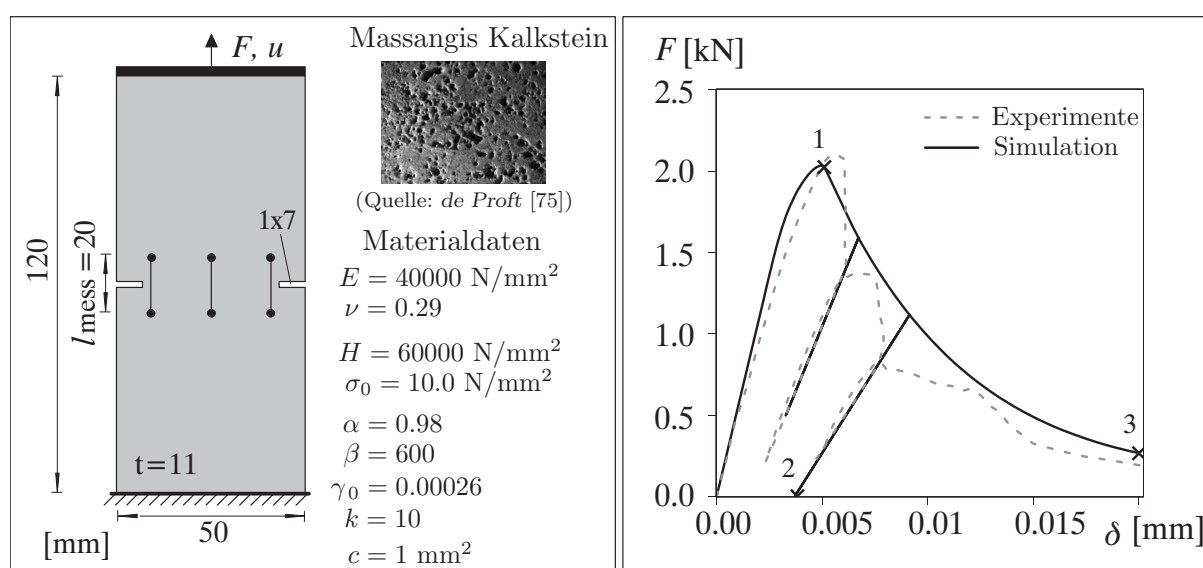 F, u
120
l_mess = 20
1x7
t=11
50
[mm]
Massangis Kalkstein
(Quelle: de Proft [75])
Materialdaten
E = 40000 N/mm²
ν = 0.29
H = 60000 N/mm²
σ₀ = 10.0 N/mm²
α = 0.98
β = 600
γ₀ = 0.00026
k = 10
c = 1 mm²
F [kN]
2.5
2.0
1.5
1.0
0.5
0.0
Experimente
Simulation
1
2
3
0.00
0.005
0.01
0.015
δ [mm]